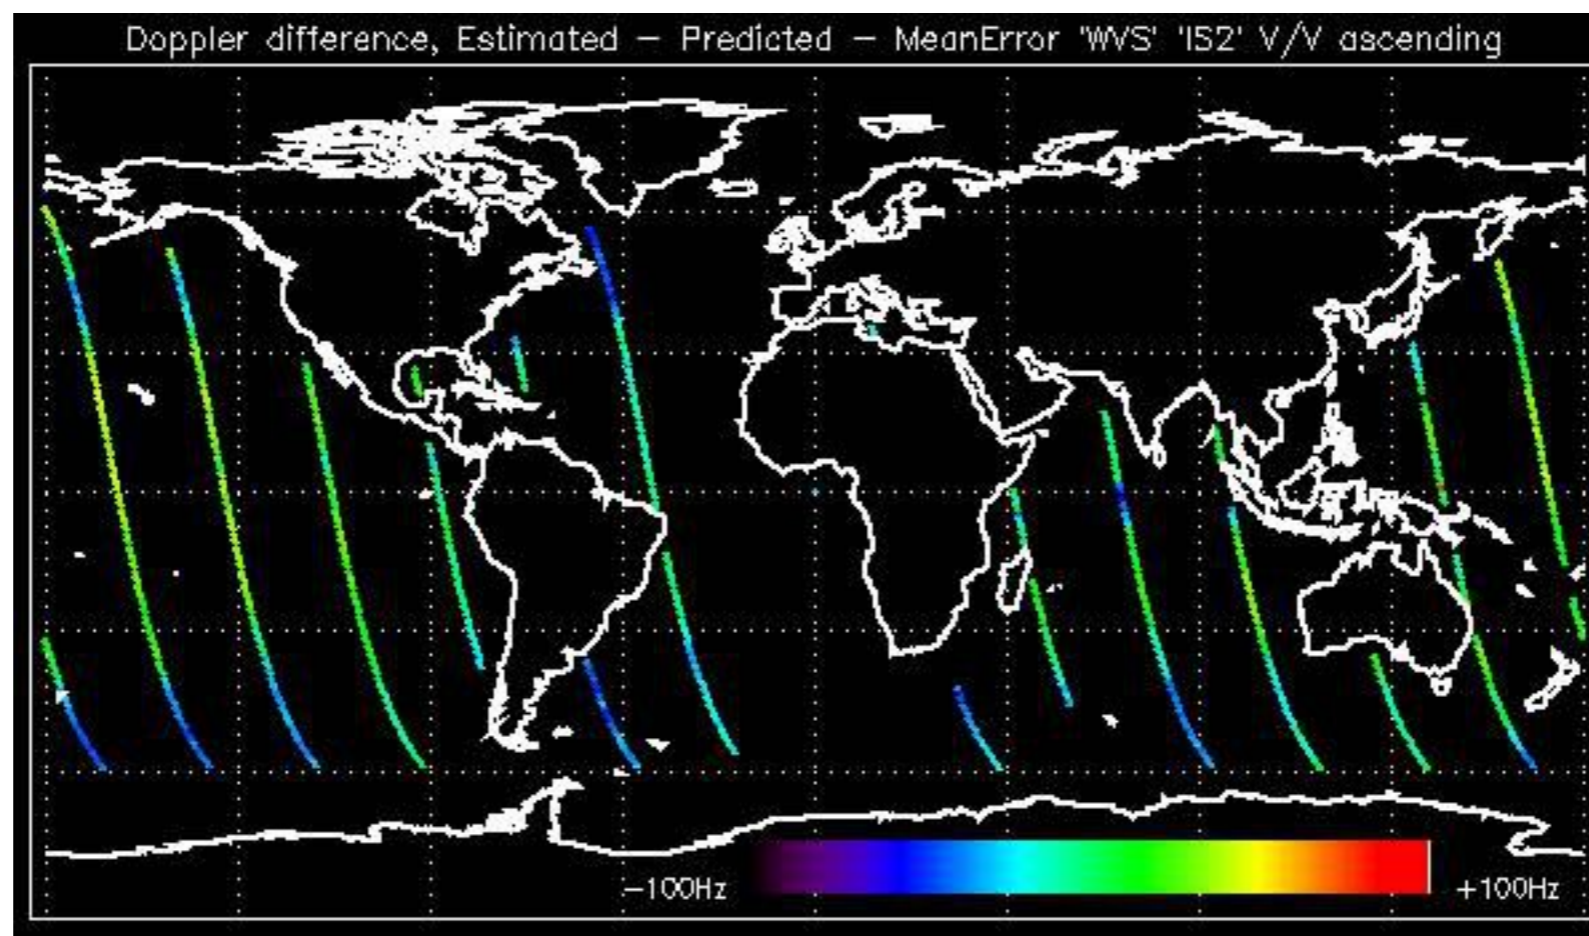 Doppler difference, Estimated – Predicted – MeanError 'WVS' 'IS2' V/V ascending
−100Hz +100Hz